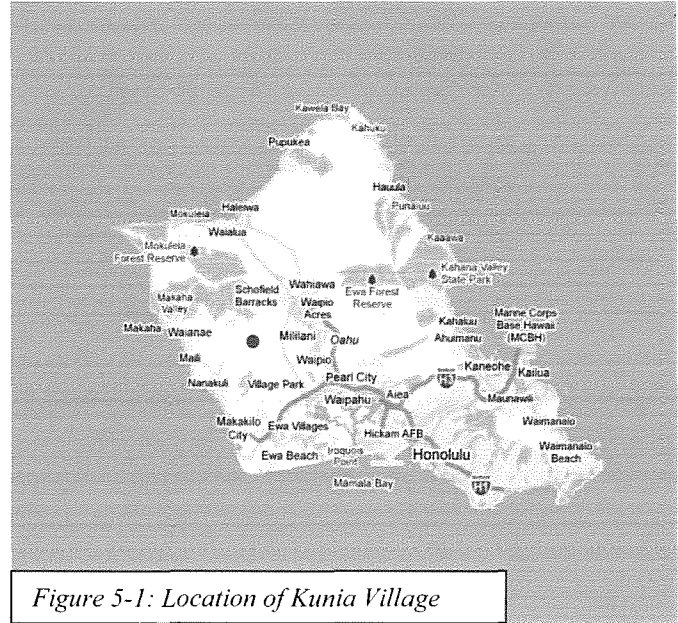 Kawela Bay
Kahuku
Pupukea
Hauula
Punaluu
Haleiwa
Mokuleia
Waialua
Kaaawa
Mokuleia
Forest Reserve
Kahana Valley
State Park
Ewa Forest
Reserve
Schofield
Barracks
Wahiawa
Waipio
Acres
Makaha
Valley
Makaha
Waianae
Mililani
Oahu
Kahaluu
Ahuimanu
Marine Corps
Base Hawaii
(MCBH)
Maili
Waipio
Kaneohe
Kailua
Nanakuli
Village Park
Pearl City
Aiea
H3
Maunawili
Waipahu
Waimanalo
Makakilo
City
Ewa Villages
Hickam AFB
Waimanalo
Beach
Ewa Beach
Iroquois
Point
Honolulu
Mamala Bay
H1
Figure 5-1: Location of Kunia Village